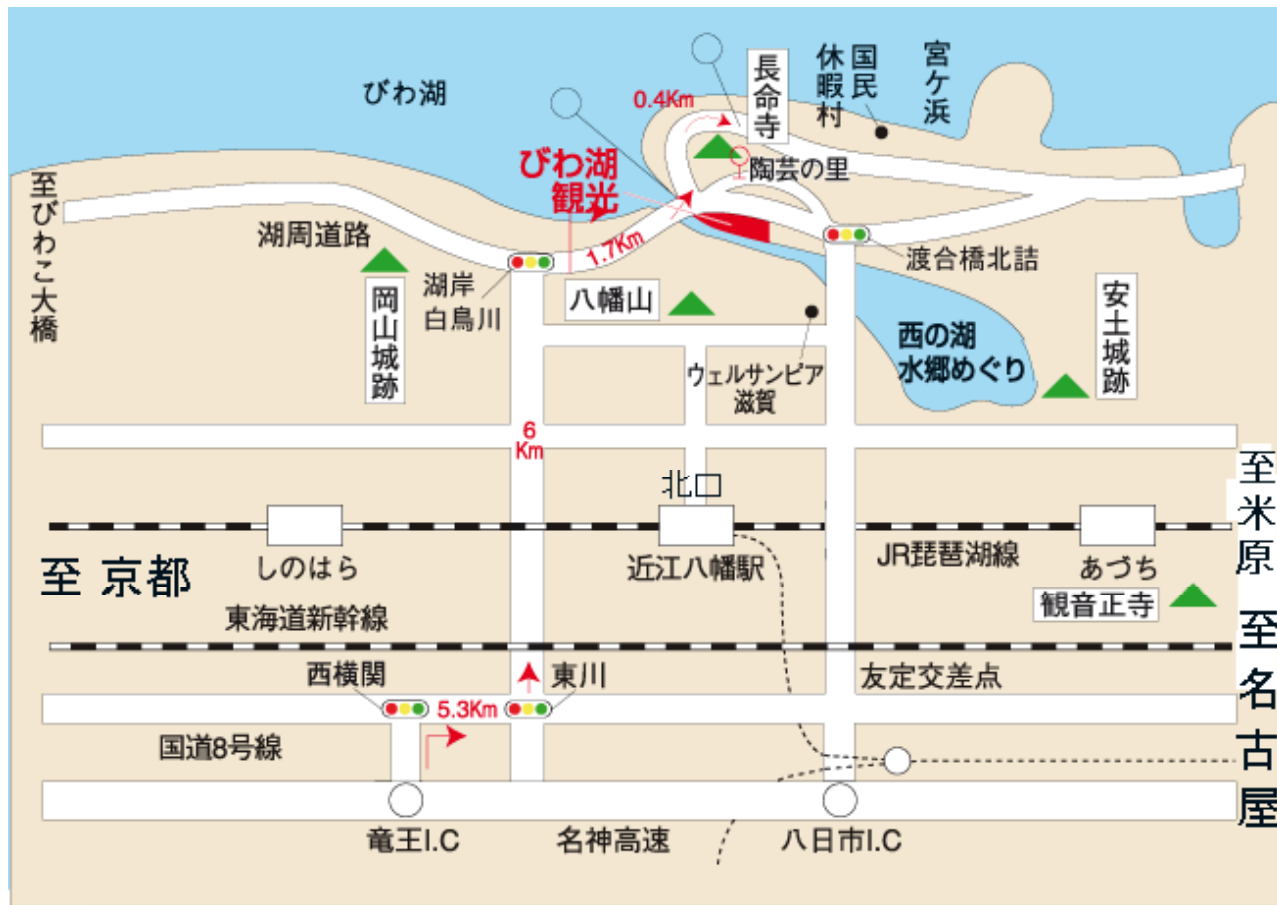 びわ湖
0.4Km
長命寺
国民
休暇村
宮ケ浜
びわ湖
観光
陶芸の里
至びわこ大橋
湖周道路
1.7Km
渡合橋北詰
湖岸
白鳥川
八幡山
岡山城跡
西の湖
水郷めぐり
安土城跡
ウェルサンピア
滋賀
6
Km
北口
至米原
しのはら
近江八幡駅
JR琵琶湖線
あづち
至 京都
観音正寺
東海道新幹線
至名古屋
西横関
東川
友定交差点
5.3Km
国道8号線
竜王I.C
名神高速
八日市I.C